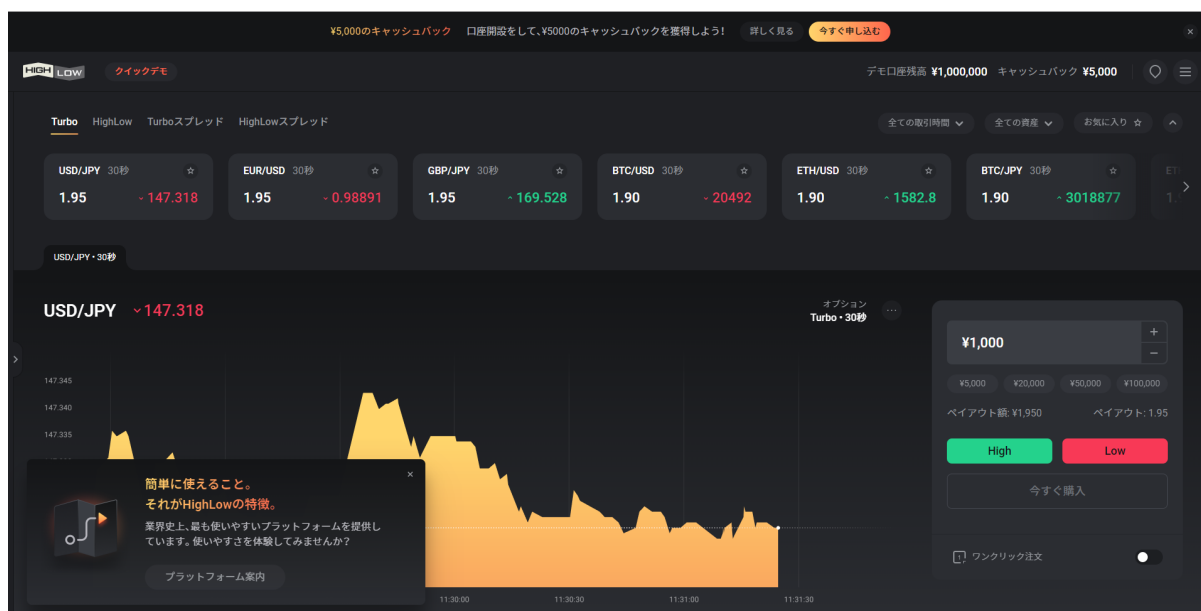 ¥5,000のキャッシュバック 口座開設をして、¥5000のキャッシュバックを獲得しよう! 詳しく見る 今すぐ申し込む
HIGH LOW クイックデモ デモ口座残高 ¥1,000,000 キャッシュバック ¥5,000
Turbo HighLow Turboスプレッド HighLowスプレッド 全ての取引時間 全ての資産 お気に入り
USD/JPY 30秒 EUR/USD 30秒 GBP/JPY 30秒 BTC/USD 30秒 ETH/USD 30秒 BTC/JPY 30秒
1.95 147.318 1.95 0.98891 1.95 169.528 1.90 20492 1.90 1582.8 1.90 3018877
USD/JPY・30秒
USD/JPY 147.318
オプション
Turbo・30秒
147.345
147.340
147.335
11:30:00 11:30:30 11:31:00 11:31:30
簡単に使えること。
それがHighLowの特徴。
業界史上、最も使いやすいプラットフォームを提供し
ています。使いやすさを体験してみませんか?
プラットフォーム案内
¥1,000
¥5,000 ¥20,000 ¥50,000 ¥100,000
ペイアウト額: ¥1,950 ペイアウト: 1.95
High Low
今すぐ購入
ワンクリック注文